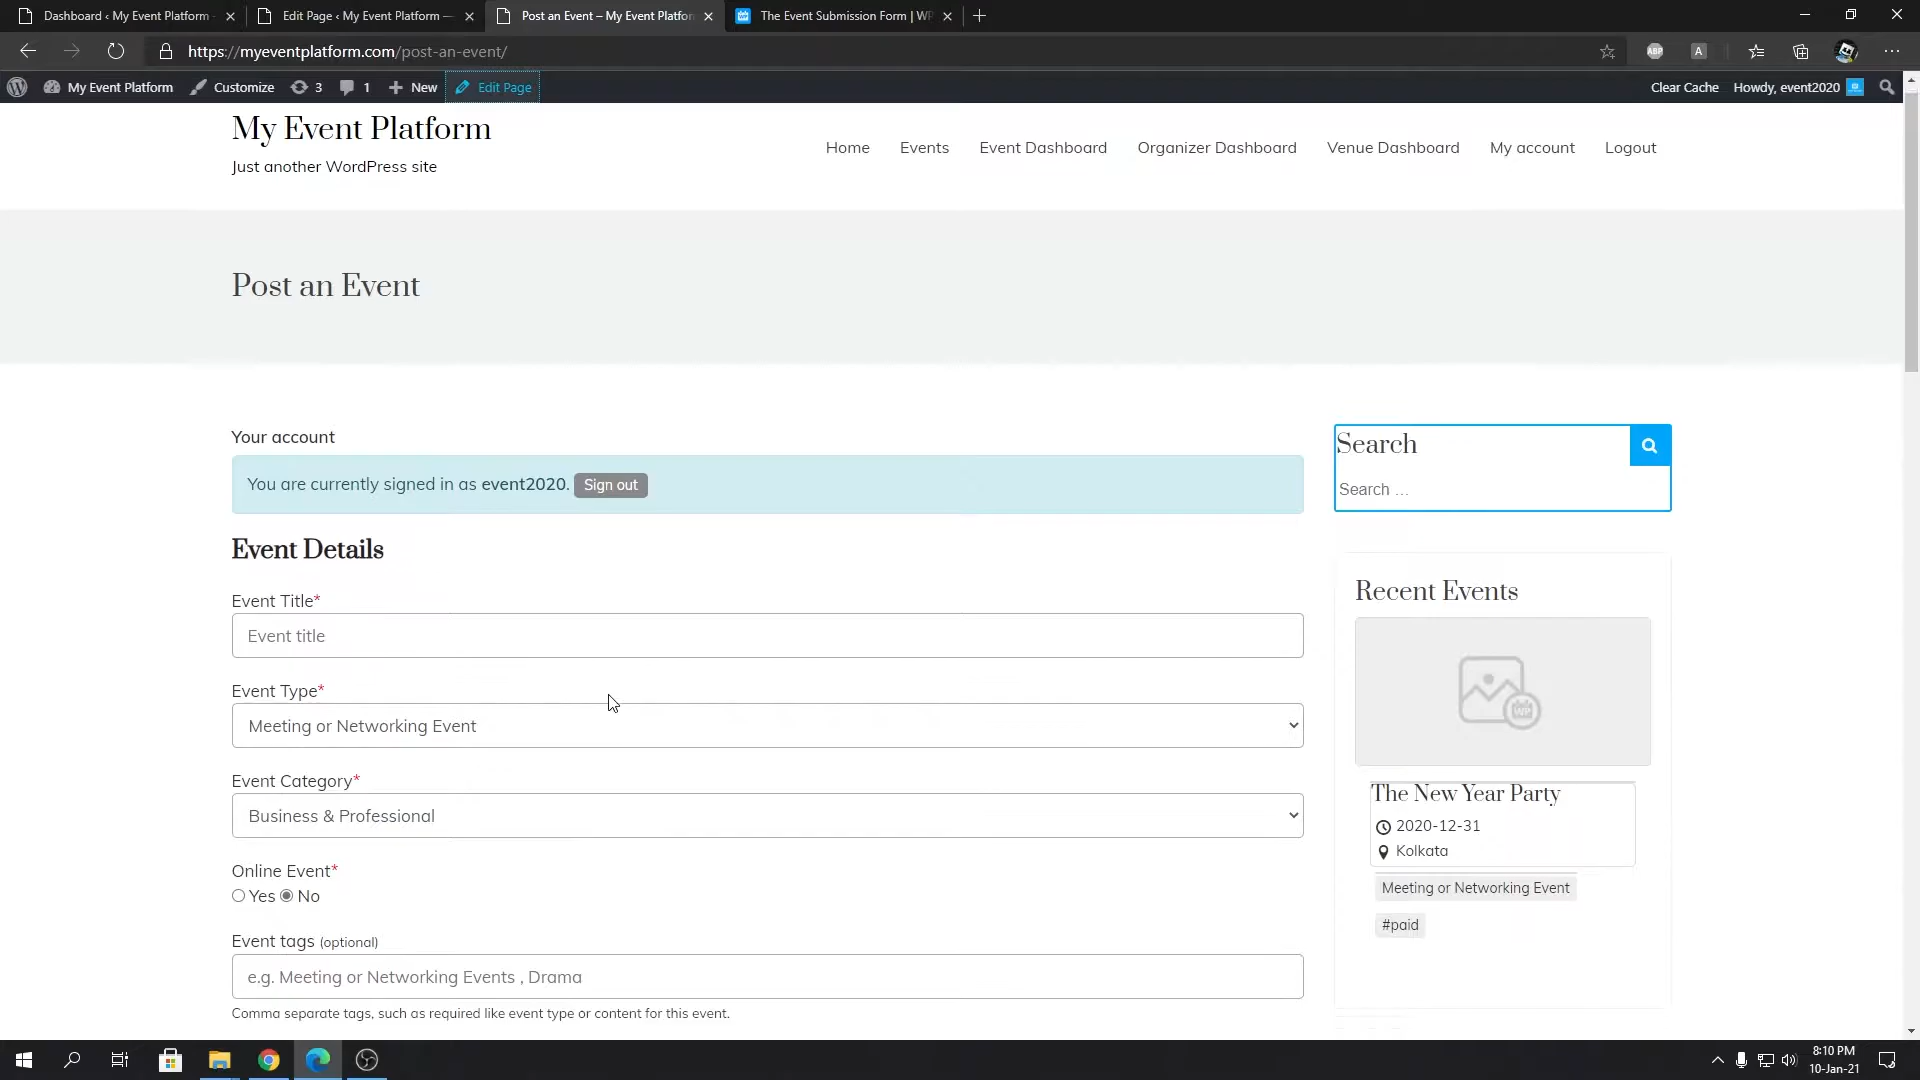 Dashboard ‹ My Event Platform -
Edit Page ‹ My Event Platform —
Post an Event – My Event Platfor
The Event Submission Form | WP
https://myeventplatform.com/post-an-event/
ABP
A
My Event Platform
Customize
3
1
New
Edit Page
Clear Cache
Howdy, event2020
My Event Platform
Just another WordPress site
Home
Events
Event Dashboard
Organizer Dashboard
Venue Dashboard
My account
Logout
Post an Event
Your account
You are currently signed in as event2020. Sign out
Event Details
Event Title*
Event title
Event Type*
Meeting or Networking Event
Event Category*
Business & Professional
Online Event*
Yes No
Event tags (optional)
e.g. Meeting or Networking Events , Drama
Comma separate tags, such as required like event type or content for this event.
Search
Search ...
Recent Events
WP
The New Year Party
2020-12-31
Kolkata
Meeting or Networking Event
#paid
8:10 PM
10-Jan-21